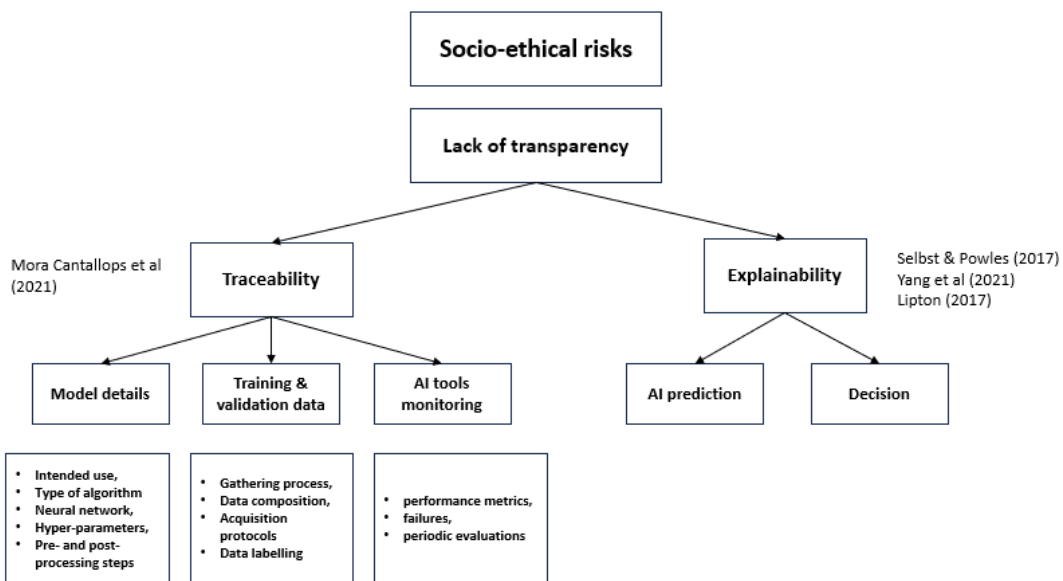 Socio-ethical risks
Lack of transparency
Mora Cantallops et al
(2021)
Traceability
Explainability
Selbst & Powles (2017)
Yang et al (2021)
Lipton (2017)
Model details
Training &
validation data
AI tools
monitoring
AI prediction
Decision
• Intended use,
• Type of algorithm
• Neural network,
• Hyper-parameters,
• Pre- and post-
processing steps
• Gathering process,
• Data composition,
• Acquisition
protocols
• Data labelling
• performance metrics,
• failures,
• periodic evaluations